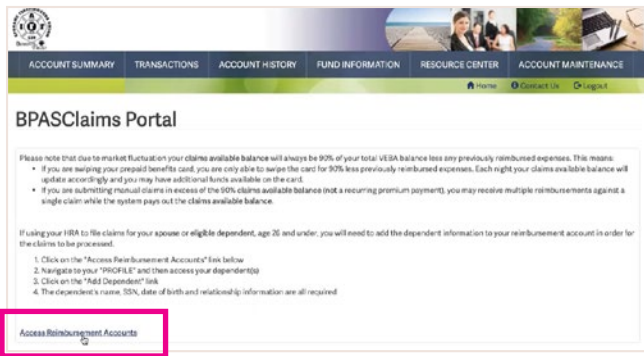 ACCOUNT SUMMARY TRANSACTIONS ACCOUNT HISTORY FUND INFORMATION RESOURCE CENTER ACCOUNT MAINTENANCE
Home Contact Us Logout
BPASClaims Portal
Please note that due to market fluctuation your claims available balance will always be 90% of your total VEBA balance less any previously reimbursed expenses. This means:
• If you are swiping your prepaid benefits card, you are only able to swipe the card for 90% less previously reimbursed expenses. Each night your claims available balance will
update accordingly and you may have additional funds available on the card.
• If you are submitting manual claims in excess of the 90% claims available balance (not a recurring premium payment), you may receive multiple reimbursements against a
single claim while the system pays out the claims available balance.
If using your HRA to file claims for your spouse or eligible dependent, age 26 and under, you will need to add the dependent information to your reimbursement account in order for
the claims to be processed.
1. Click on the "Access Reimbursement Accounts" link below
2. Navigate to your "PROFILE" and then access your dependent(s)
3. Click on the "Add Dependent" link
4. The dependent's name, SSN, date of birth and relationship information are all required
Access Reimbursement Accounts